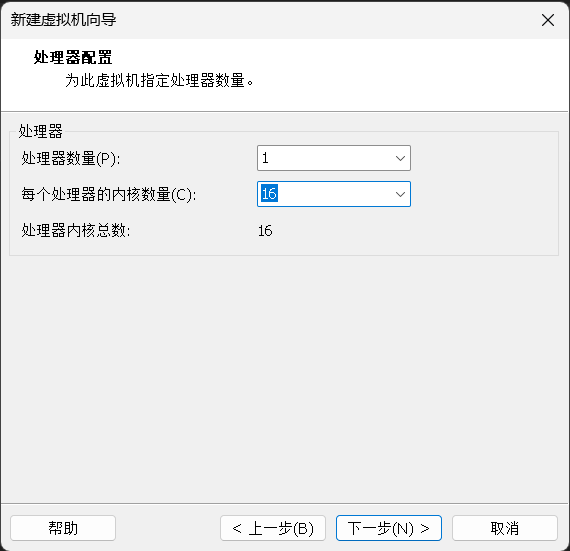 新建虚拟机向导
处理器配置
为此虚拟机指定处理器数量。
处理器
处理器数量(P): 1
每个处理器的内核数量(C): 16
处理器内核总数: 16
帮助 < 上一步(B) 下一步(N) > 取消